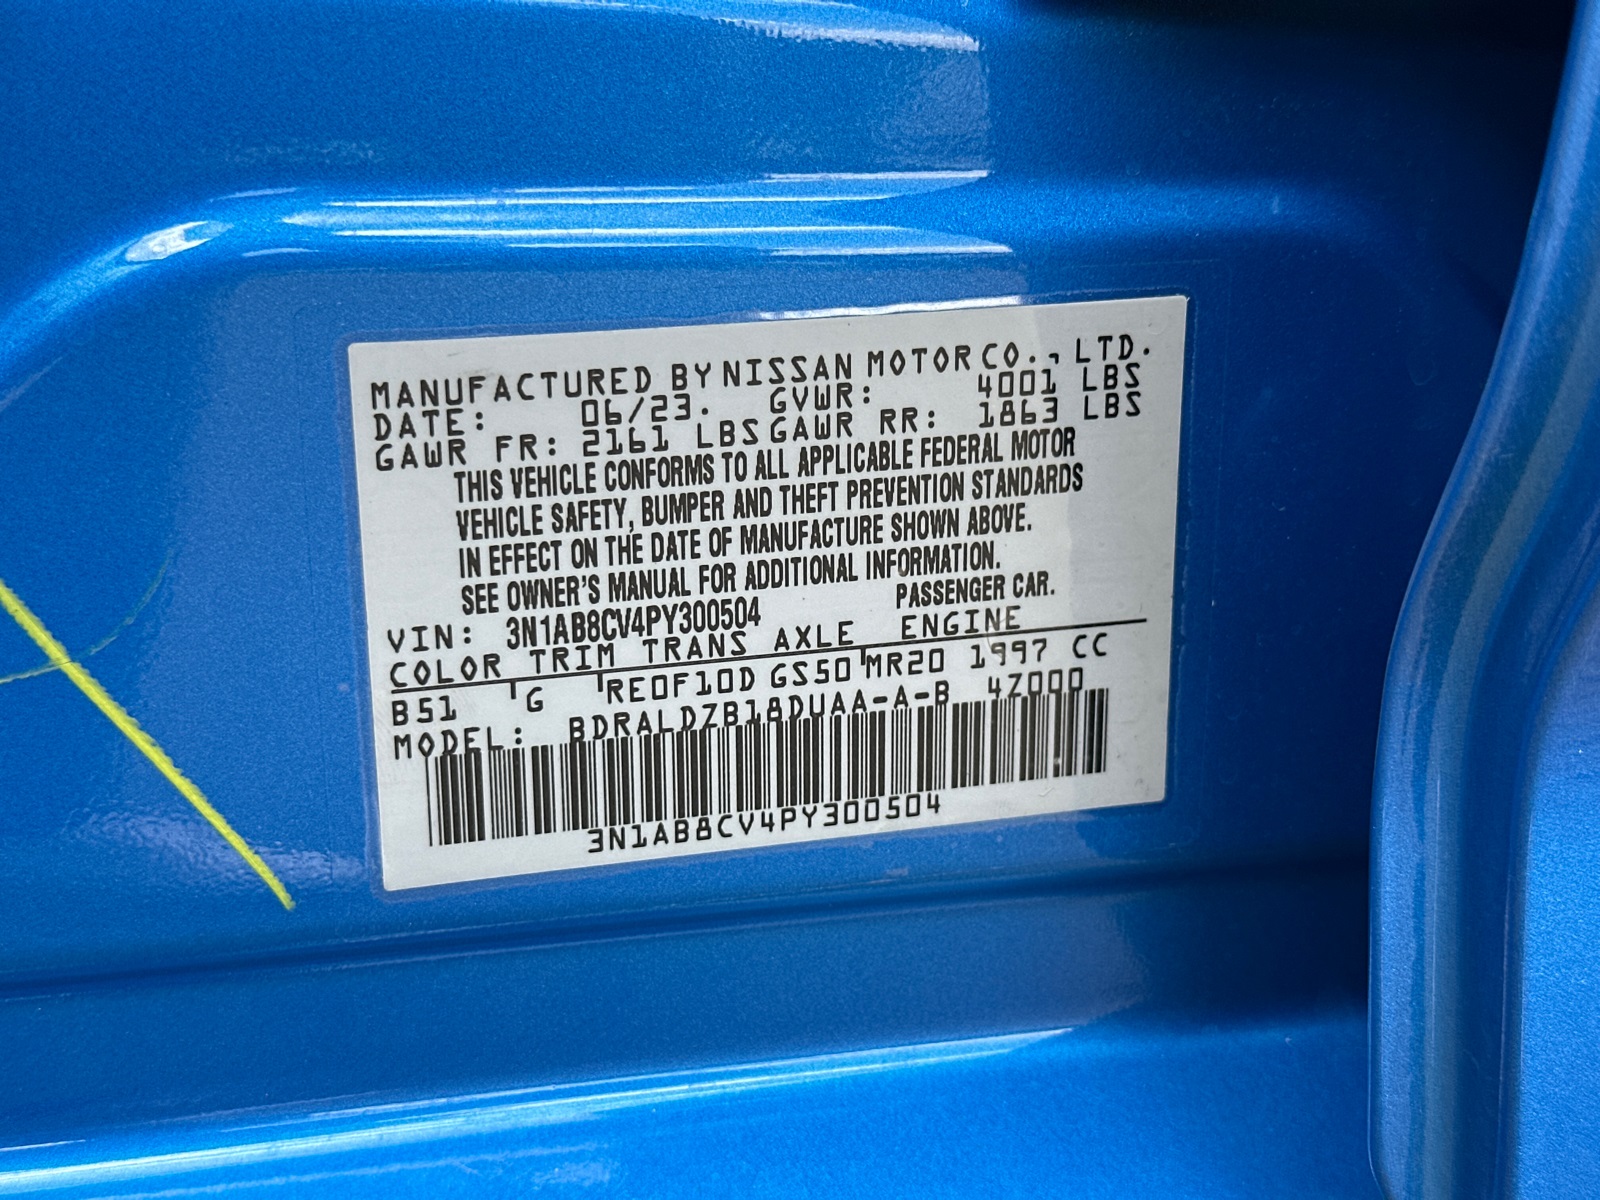 MANUFACTURED BY NISSAN MOTOR CO., LTD.
DATE: 06/23. GVWR: 4001 LBS
GAWR FR: 2161 LBS GAWR RR: 1863 LBS
THIS VEHICLE CONFORMS TO ALL APPLICABLE FEDERAL MOTOR
VEHICLE SAFETY, BUMPER AND THEFT PREVENTION STANDARDS
IN EFFECT ON THE DATE OF MANUFACTURE SHOWN ABOVE.
SEE OWNER'S MANUAL FOR ADDITIONAL INFORMATION.
VIN: 3N1AB8CV4PY300504 PASSENGER CAR.
COLOR TRIM TRANS AXLE ENGINE
B51 G RE0F10D GS50 MR20 1997 CC
MODEL: BDRALDZB18DUAA-A-B 4Z000
3N1AB8CV4PY300504